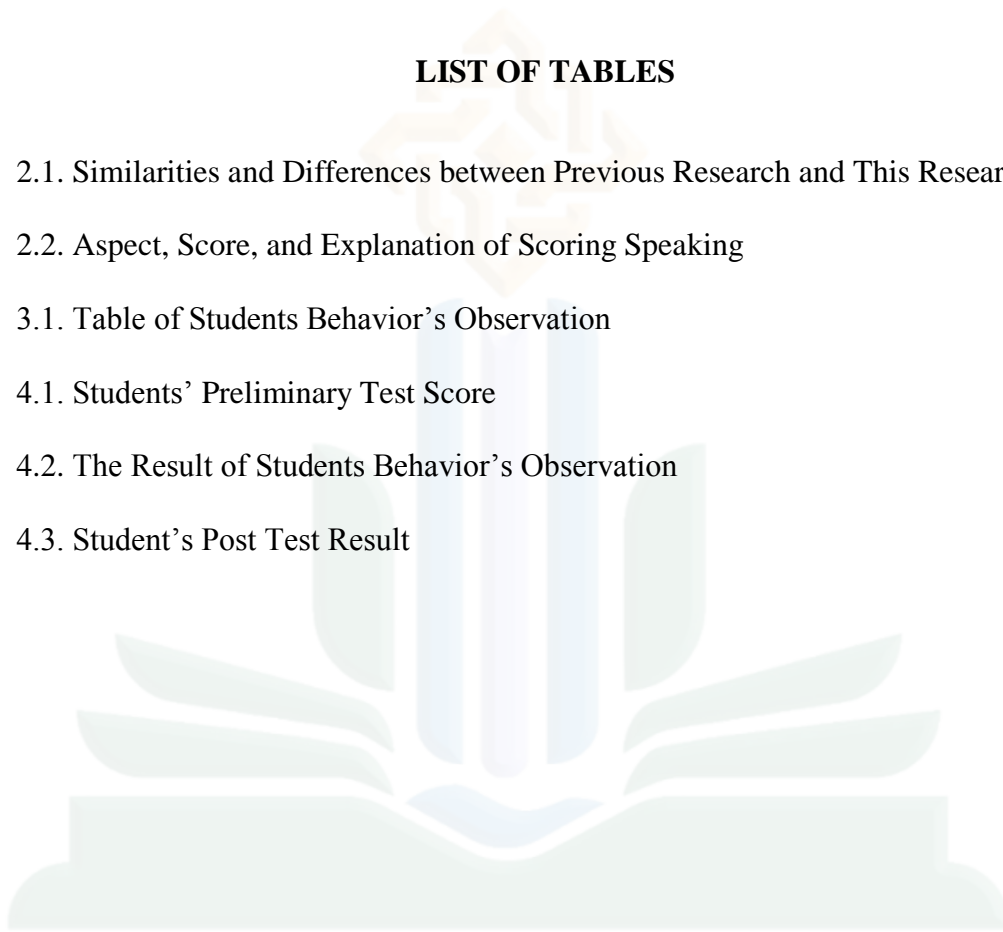 LIST OF TABLES
2.1. Similarities and Differences between Previous Research and This Resear
2.2. Aspect, Score, and Explanation of Scoring Speaking
3.1. Table of Students Behavior’s Observation
4.1. Students’ Preliminary Test Score
4.2. The Result of Students Behavior’s Observation
4.3. Student’s Post Test Result